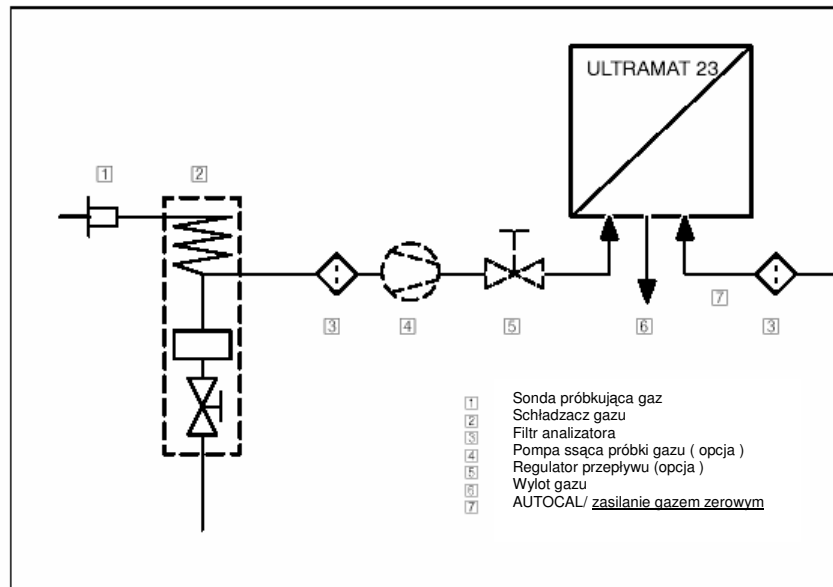 ULTRAMAT 23
1
2
3
4
5
6
7
3
1 Sonda próbkująca gaz
2 Schładzacz gazu
3 Filtr analizatora
4 Pompa ssąca próbki gazu ( opcja )
5 Regulator przepływu (opcja )
6 Wylot gazu
7 AUTOCAL/ zasilanie gazem zerowym